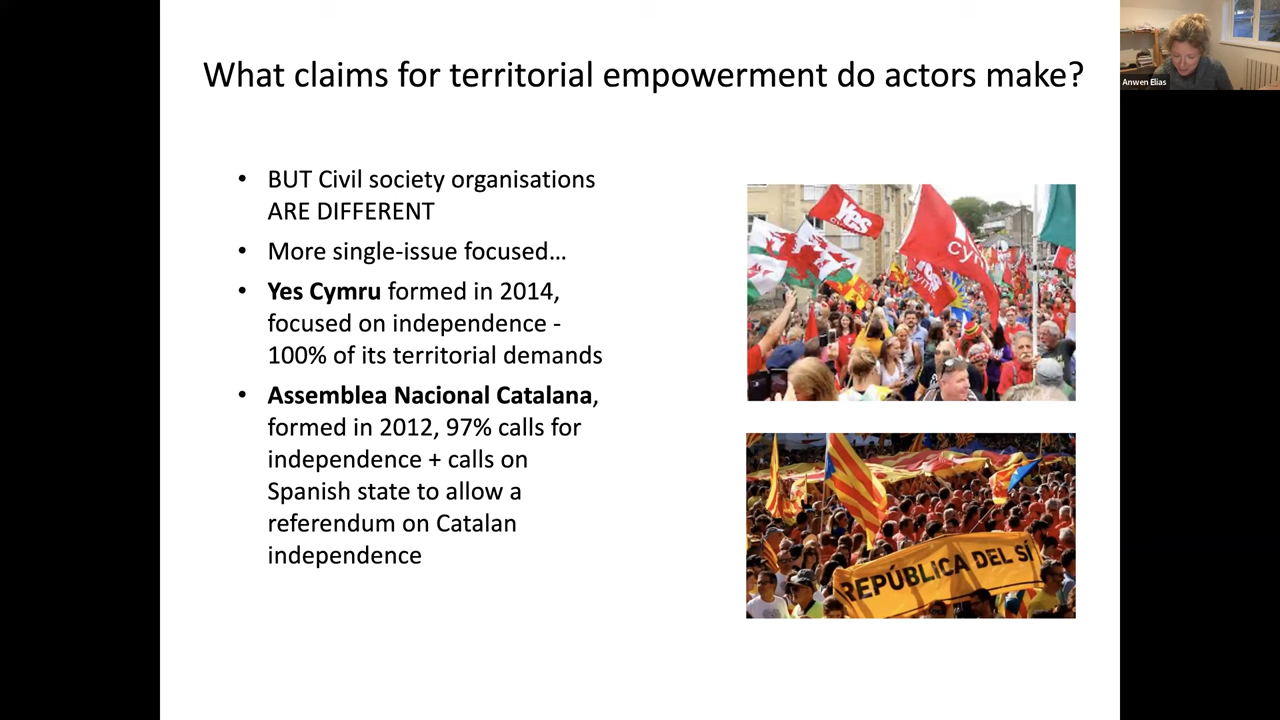 What claims for territorial empowerment do actors make?
Anwen Elias
• BUT Civil society organisations
ARE DIFFERENT
• More single-issue focused…
• Yes Cymru formed in 2014,
focused on independence -
100% of its territorial demands
• Assemblea Nacional Catalana,
formed in 2012, 97% calls for
independence + calls on
Spanish state to allow a
referendum on Catalan
independence
YES
cymru
REPÚBLICA DEL SÍ